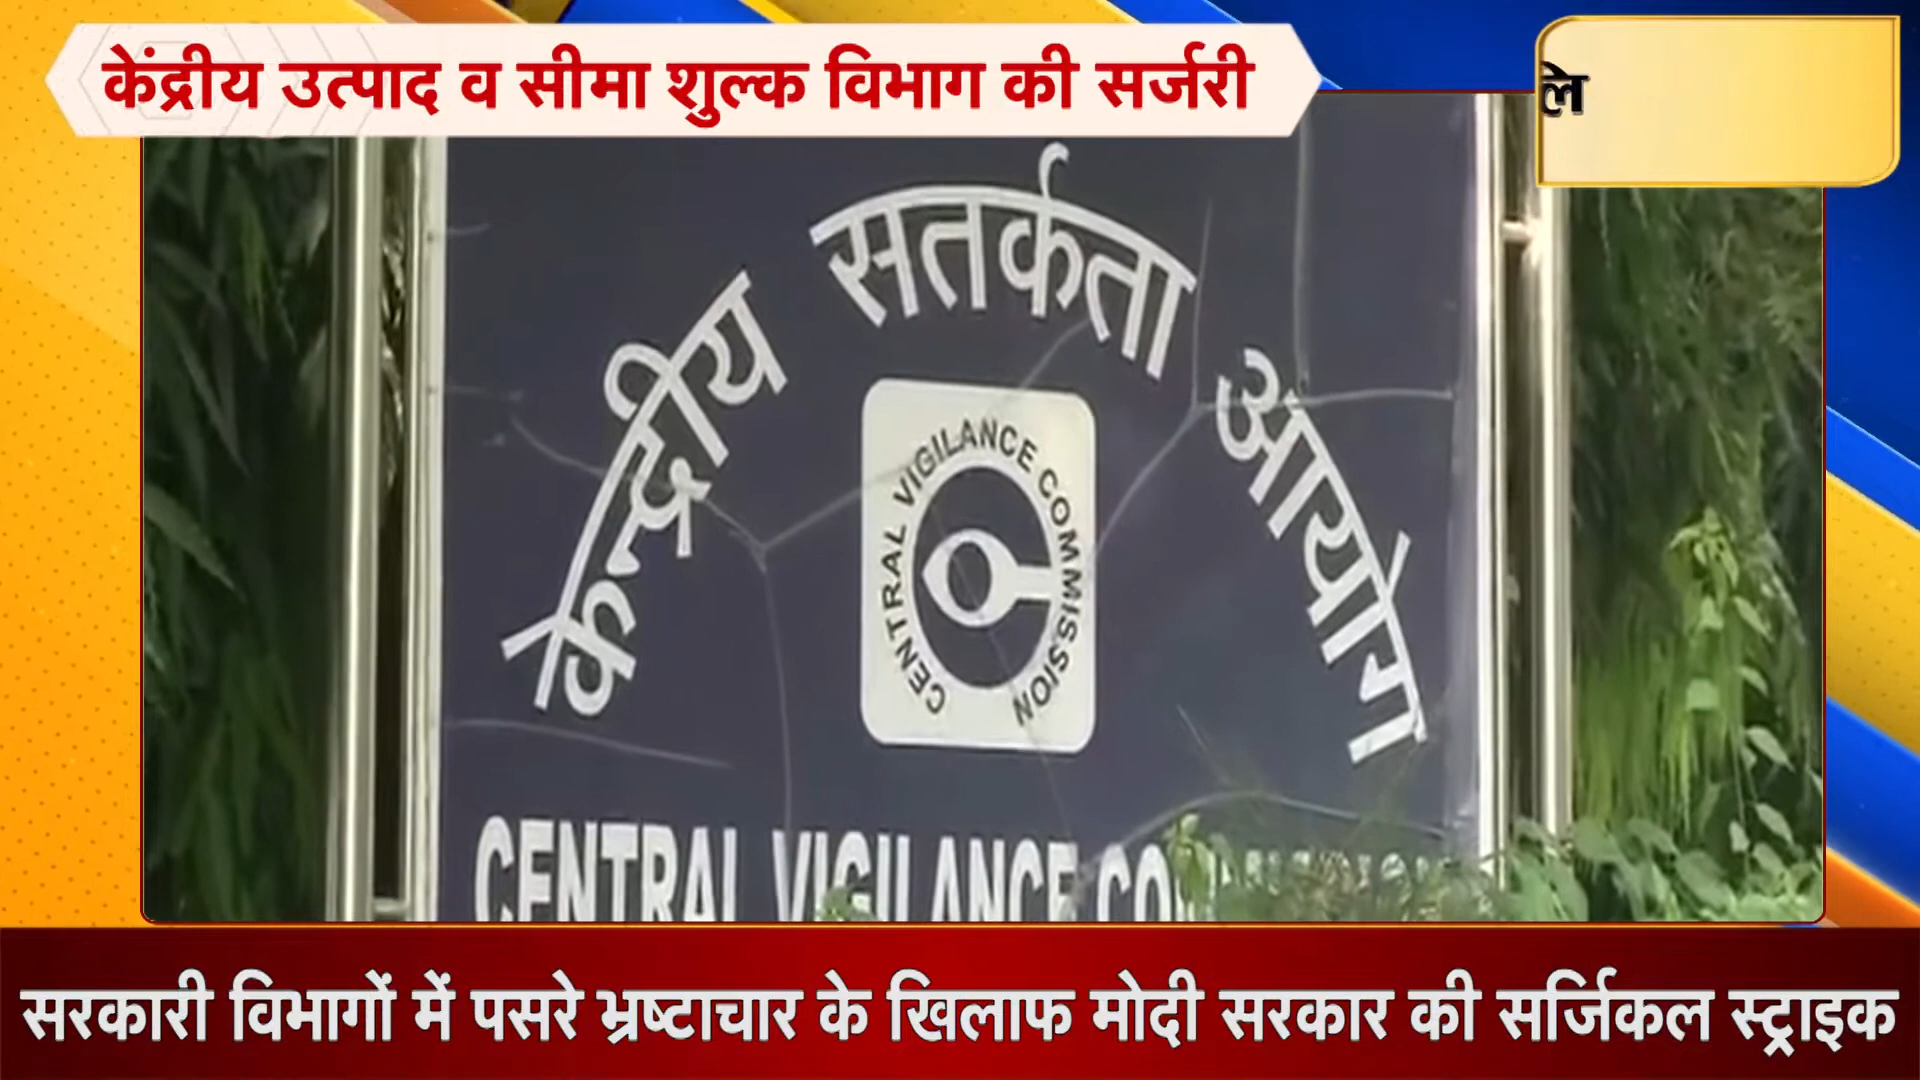 केंद्रीय उत्पाद व सीमा शुल्क विभाग की सर्जरी
लि
केन्द्रीय सतर्कता आयोग
CENTRAL VIGILANCE COMMISSION
CENTRAL VIGILANCE
सरकारी विभागों में पसरे भ्रष्टाचार के खिलाफ मोदी सरकार की सर्जिकल स्ट्राइक